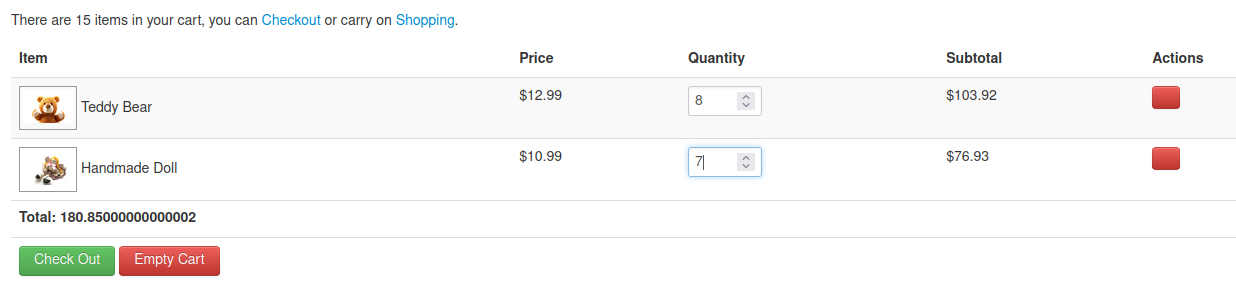 There are 15 items in your cart, you can Checkout or carry on Shopping.
Item Price Quantity Subtotal Actions
Teddy Bear $12.99 8 $103.92
Handmade Doll $10.99 7 $76.93
Total: 180.85000000000002
Check Out Empty Cart